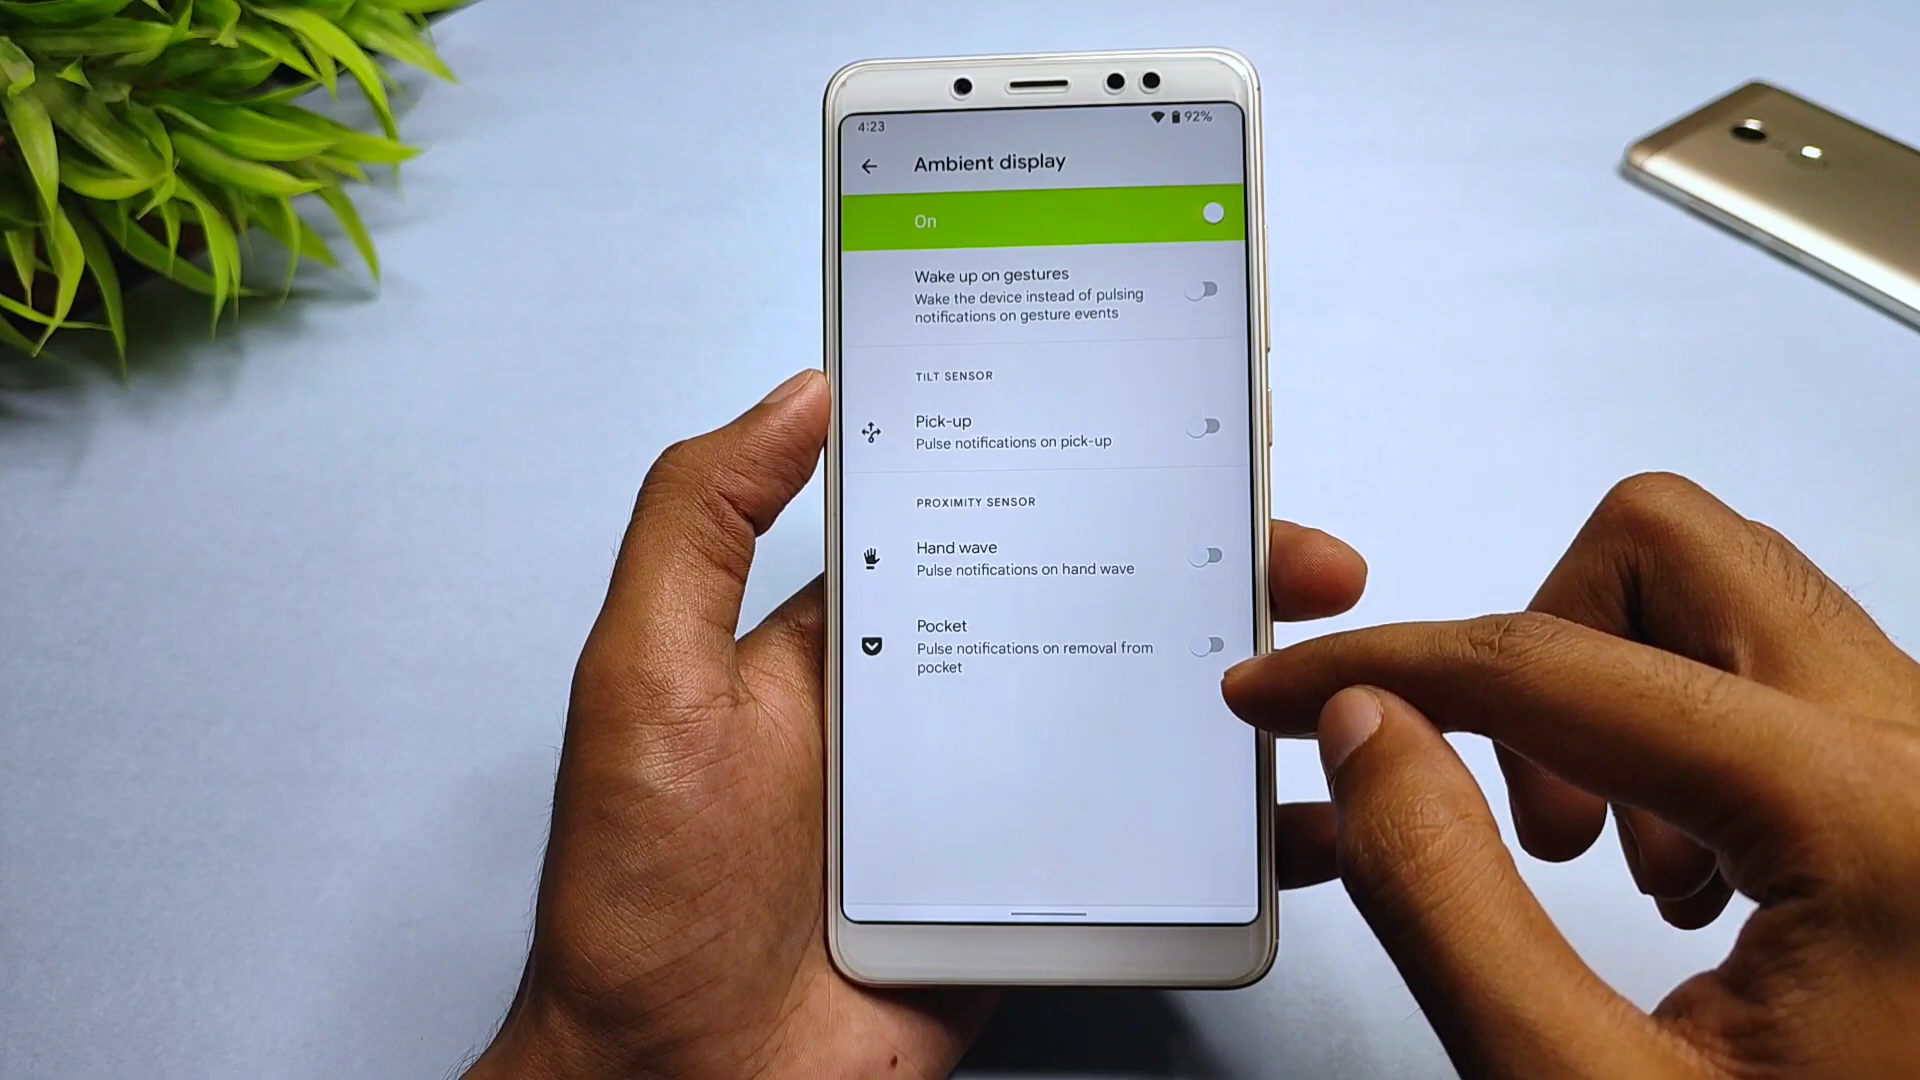 4:23
92%
Ambient display
On
Wake up on gestures
Wake the device instead of pulsing
notifications on gesture events
TILT SENSOR
Pick-up
Pulse notifications on pick-up
PROXIMITY SENSOR
Hand wave
Pulse notifications on hand wave
Pocket
Pulse notifications on removal from
pocket